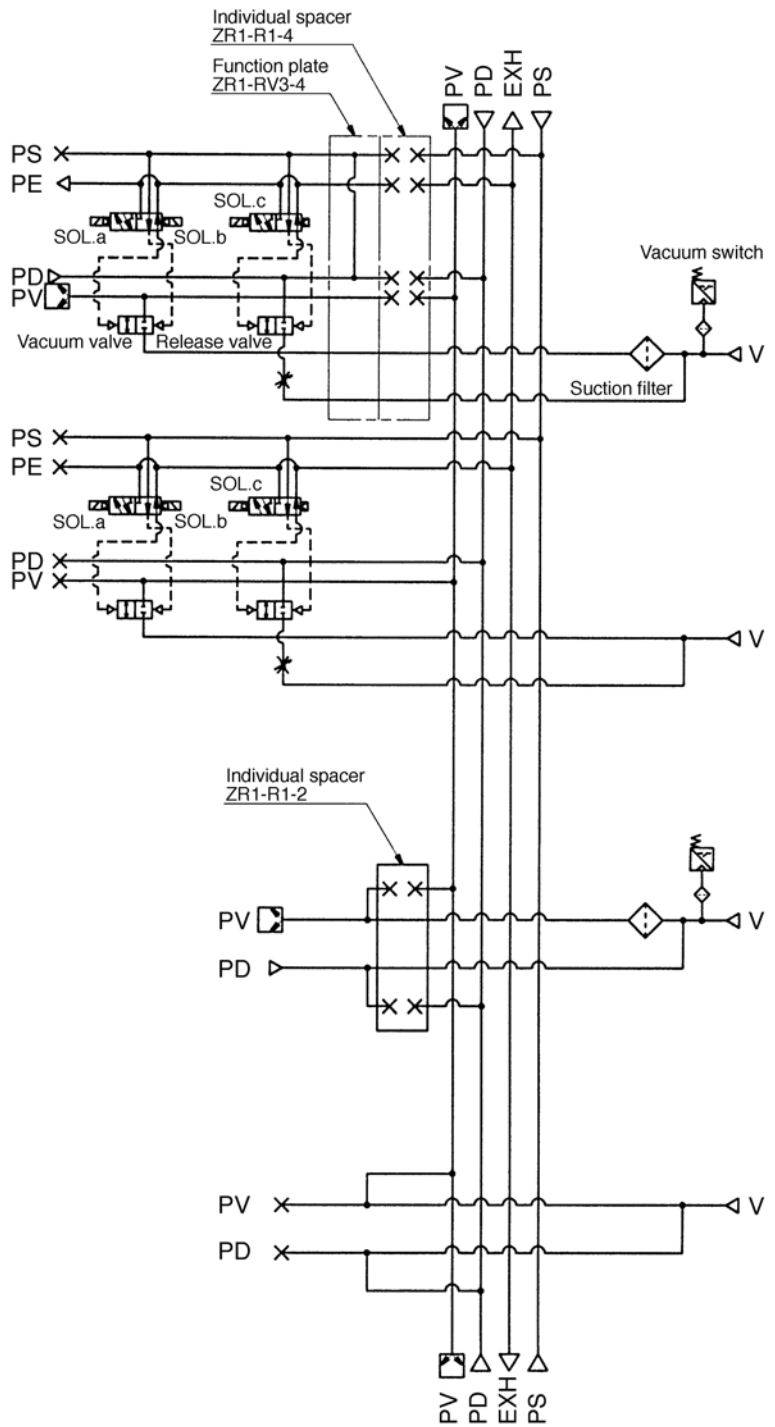 Individual spacer
ZR1-R1-4
Function plate
ZR1-RV3-4
PV
PD
EXH
PS
PS
PE
SOL.a
SOL.b
SOL.c
PD
PV
Vacuum valve
Release valve
Vacuum switch
V
Suction filter
PS
PE
SOL.a
SOL.b
SOL.c
PD
PV
V
Individual spacer
ZR1-R1-2
PV
V
PD
PV
V
PD
PV
PD
EXH
PS